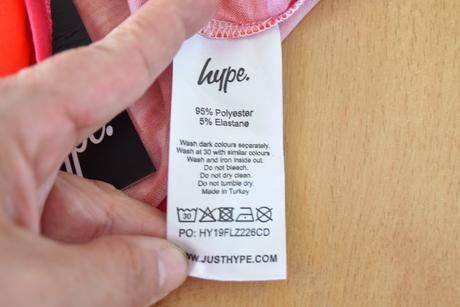 hype.
95% Polyester
5% Elastane
Wash dark colours separately.
Wash at 30 with similar colours
Wash and iron inside out.
Do not bleach.
Do not dry clean.
Do not tumble dry.
Made in Turkey
30
PO: HY19FLZ226CD
WWW.JUSTHYPE.COM
hype.